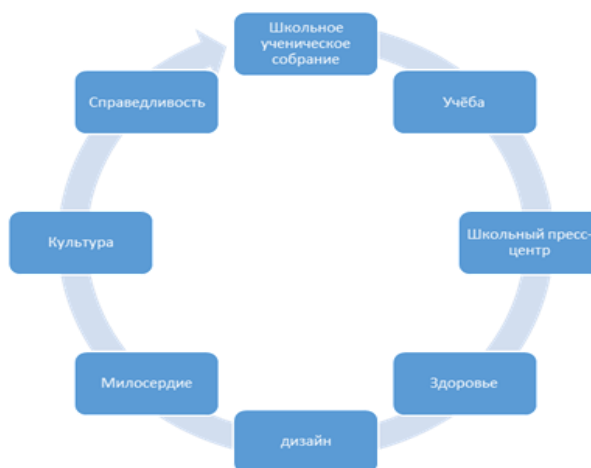 Школьное
ученическое
собрание
Учёба
Школьный пресс-
центр
Здоровье
дизайн
Милосердие
Культура
Справедливость